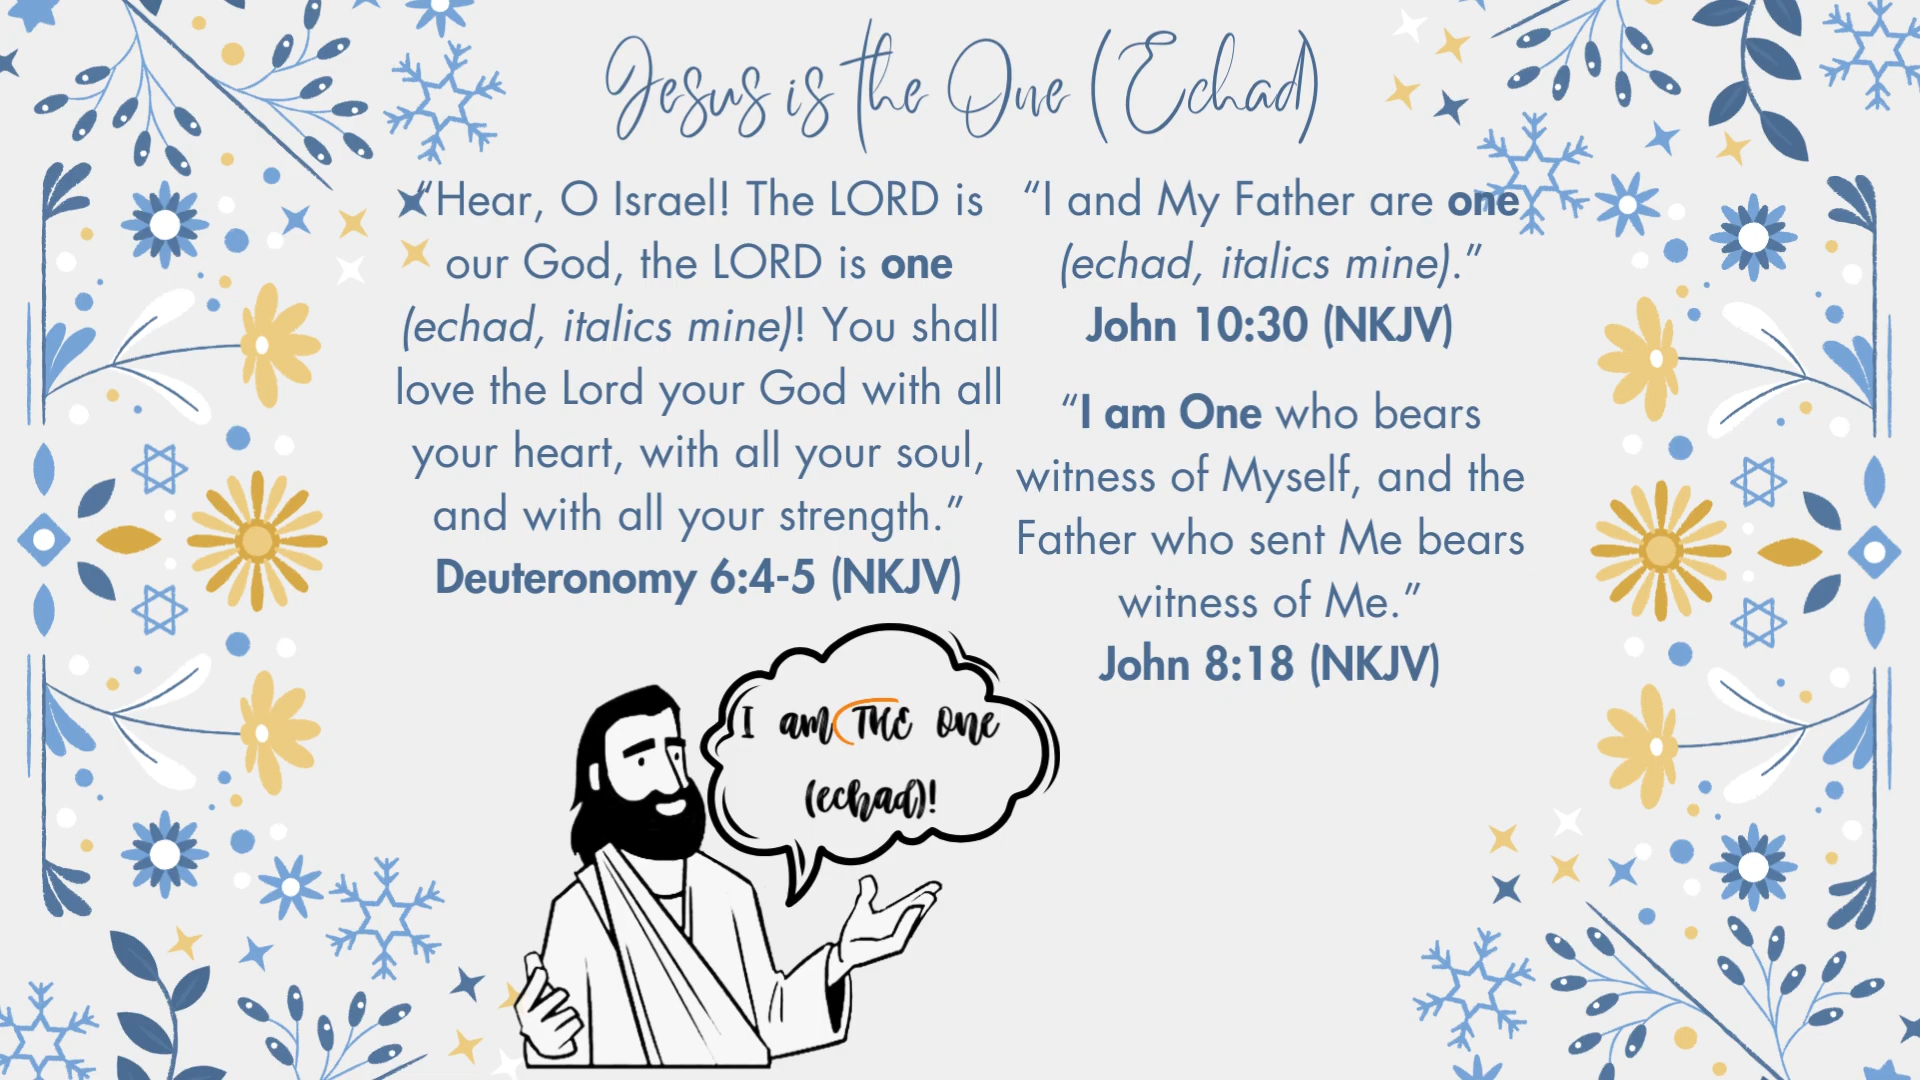 Jesus is the One (Echad)
“Hear, O Israel! The LORD is
our God, the LORD is one
(echad, italics mine)! You shall
love the Lord your God with all
your heart, with all your soul,
and with all your strength.”
Deuteronomy 6:4-5 (NKJV)
“I and My Father are one
(echad, italics mine).”
John 10:30 (NKJV)
“I am One who bears
witness of Myself, and the
Father who sent Me bears
witness of Me.”
John 8:18 (NKJV)
I am THE one
(echad)!